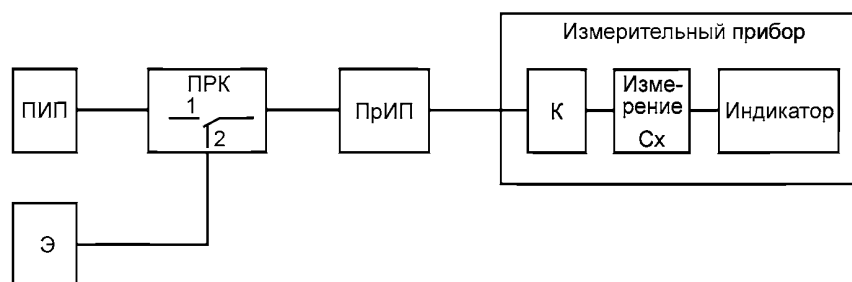 Измерительный прибор
ПИП
ПРК
1
2
ПрИП
К
Изме-
рение
Сх
Индикатор
Э